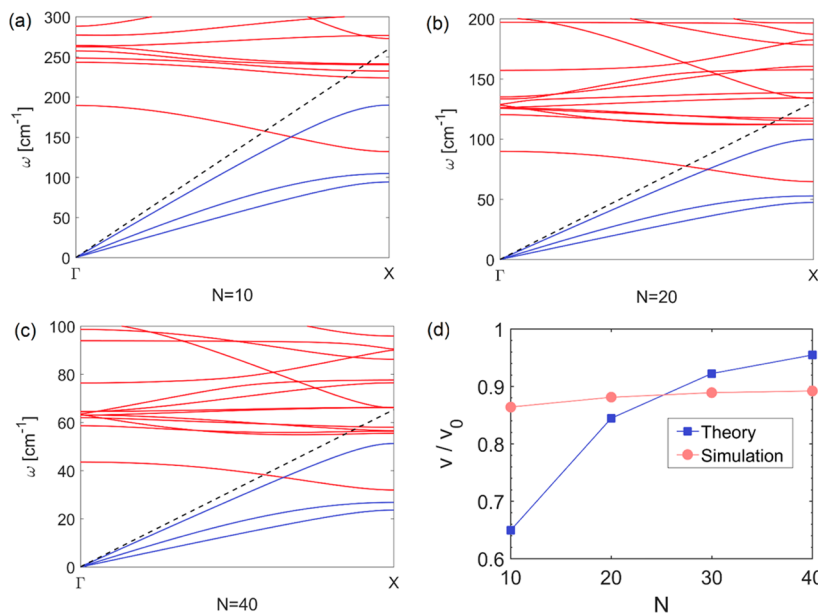 (a)
300
250
200
150
100
50
0
ω [cm⁻¹]
Γ
X
N=10
(b)
200
150
100
50
0
ω [cm⁻¹]
Γ
X
N=20
(c)
100
80
60
40
20
0
ω [cm⁻¹]
Γ
X
N=40
(d)
1
0.9
0.8
0.7
0.6
v / v₀
Theory
Simulation
10
20
30
40
N